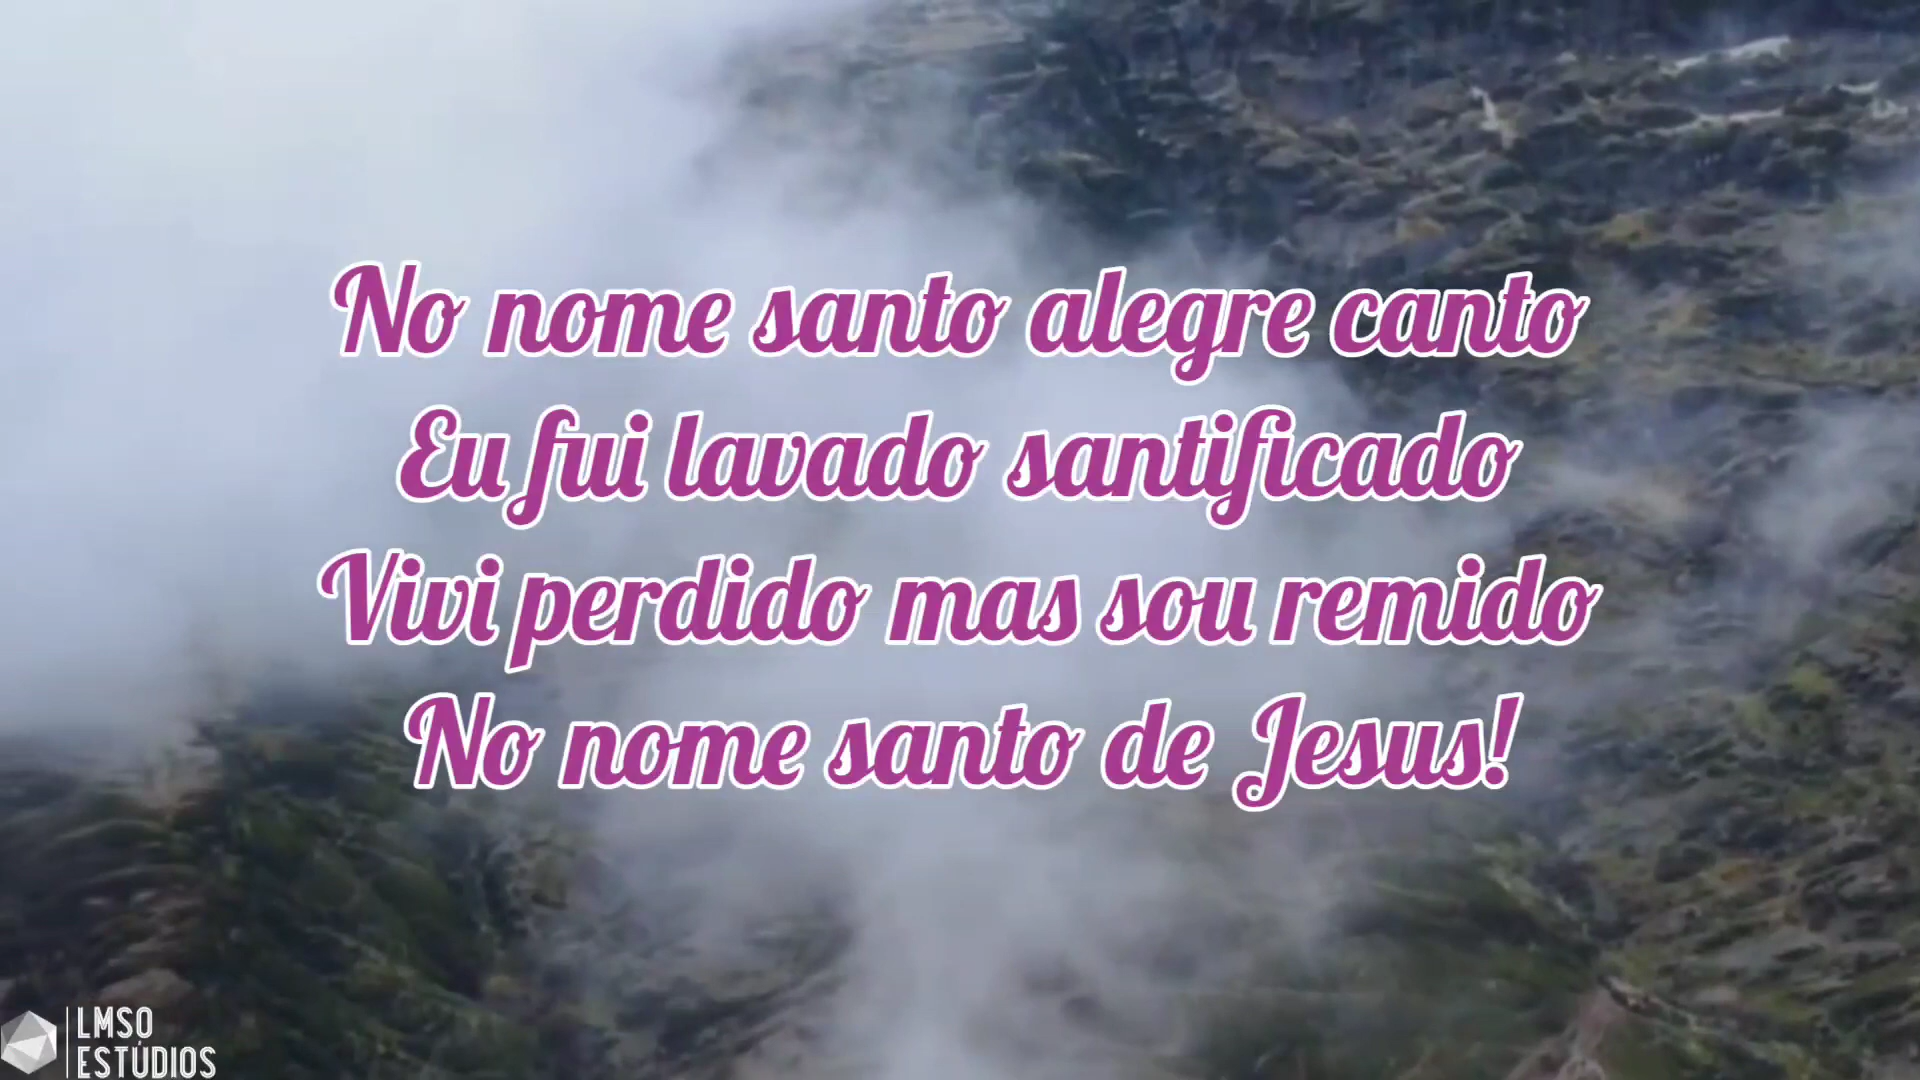 No nome santo alegre canto
Eu fui lavado santificado
Vivi perdido mas sou remido
No nome santo de Jesus!
LMSO
ESTÚDIOS